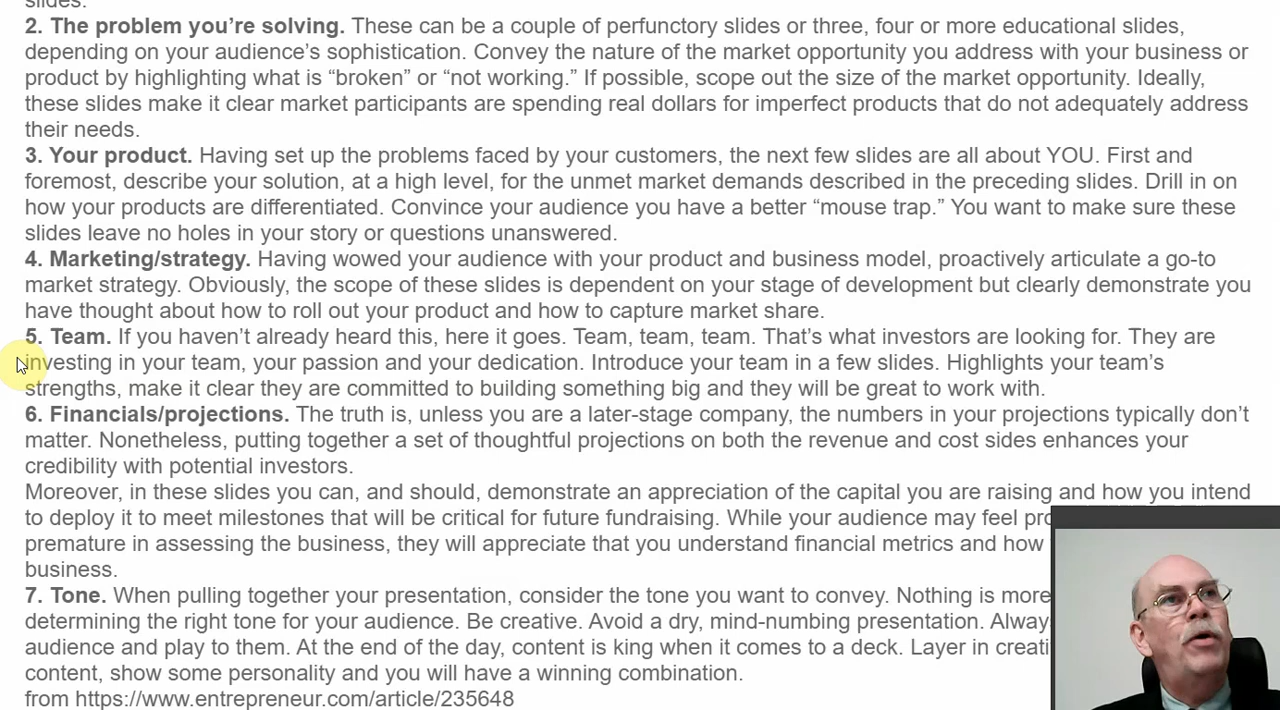 slides.
2. The problem you’re solving. These can be a couple of perfunctory slides or three, four or more educational slides,
depending on your audience’s sophistication. Convey the nature of the market opportunity you address with your business or
product by highlighting what is “broken” or “not working.” If possible, scope out the size of the market opportunity. Ideally,
these slides make it clear market participants are spending real dollars for imperfect products that do not adequately address
their needs.
3. Your product. Having set up the problems faced by your customers, the next few slides are all about YOU. First and
foremost, describe your solution, at a high level, for the unmet market demands described in the preceding slides. Drill in on
how your products are differentiated. Convince your audience you have a better “mouse trap.” You want to make sure these
slides leave no holes in your story or questions unanswered.
4. Marketing/strategy. Having wowed your audience with your product and business model, proactively articulate a go-to
market strategy. Obviously, the scope of these slides is dependent on your stage of development but clearly demonstrate you
have thought about how to roll out your product and how to capture market share.
5. Team. If you haven’t already heard this, here it goes. Team, team, team. That’s what investors are looking for. They are
investing in your team, your passion and your dedication. Introduce your team in a few slides. Highlights your team’s
strengths, make it clear they are committed to building something big and they will be great to work with.
6. Financials/projections. The truth is, unless you are a later-stage company, the numbers in your projections typically don’t
matter. Nonetheless, putting together a set of thoughtful projections on both the revenue and cost sides enhances your
credibility with potential investors.
Moreover, in these slides you can, and should, demonstrate an appreciation of the capital you are raising and how you intend
to deploy it to meet milestones that will be critical for future fundraising. While your audience may feel
premature in assessing the business, they will appreciate that you understand financial metrics and how
business.
7. Tone. When pulling together your presentation, consider the tone you want to convey. Nothing is more
determining the right tone for your audience. Be creative. Avoid a dry, mind-numbing presentation.
audience and play to them. At the end of the day, content is king when it comes to a deck. Layer in
content, show some personality and you will have a winning combination.
from https://www.entrepreneur.com/article/235648